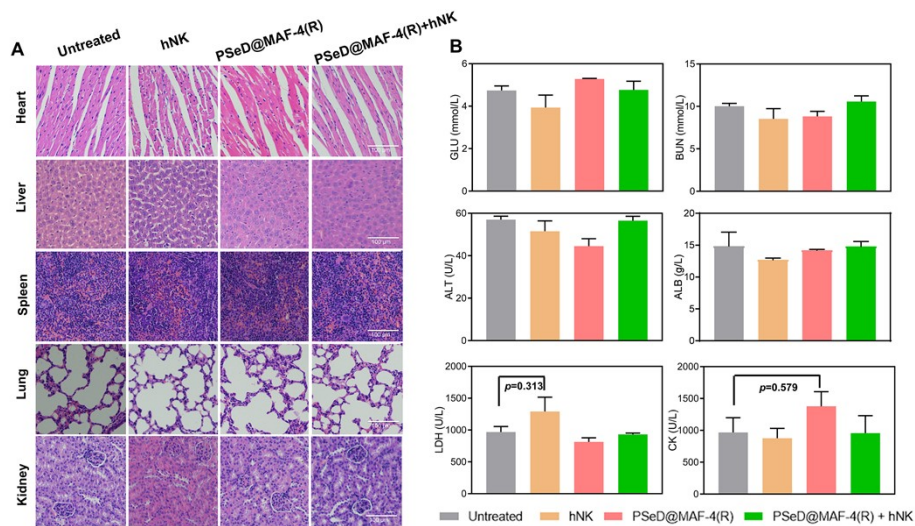 A
Untreated
hNK
PSeD@MAF-4(R)
PSeD@MAF-4(R)+hNK
Heart
Liver
100 μm
Spleen
100 μm
Lung
Kidney
B
GLU (mmol/L)
6
4
2
0
BUN (mmol/L)
15
10
5
0
ALT (U/L)
60
40
20
0
ALB (g/L)
20
15
10
5
0
LDH (U/L)
2000
1500
1000
500
0
p=0.313
CK (U/L)
2000
1500
1000
500
0
p=0.579
Untreated hNK PSeD@MAF-4(R) PSeD@MAF-4(R) + hNK